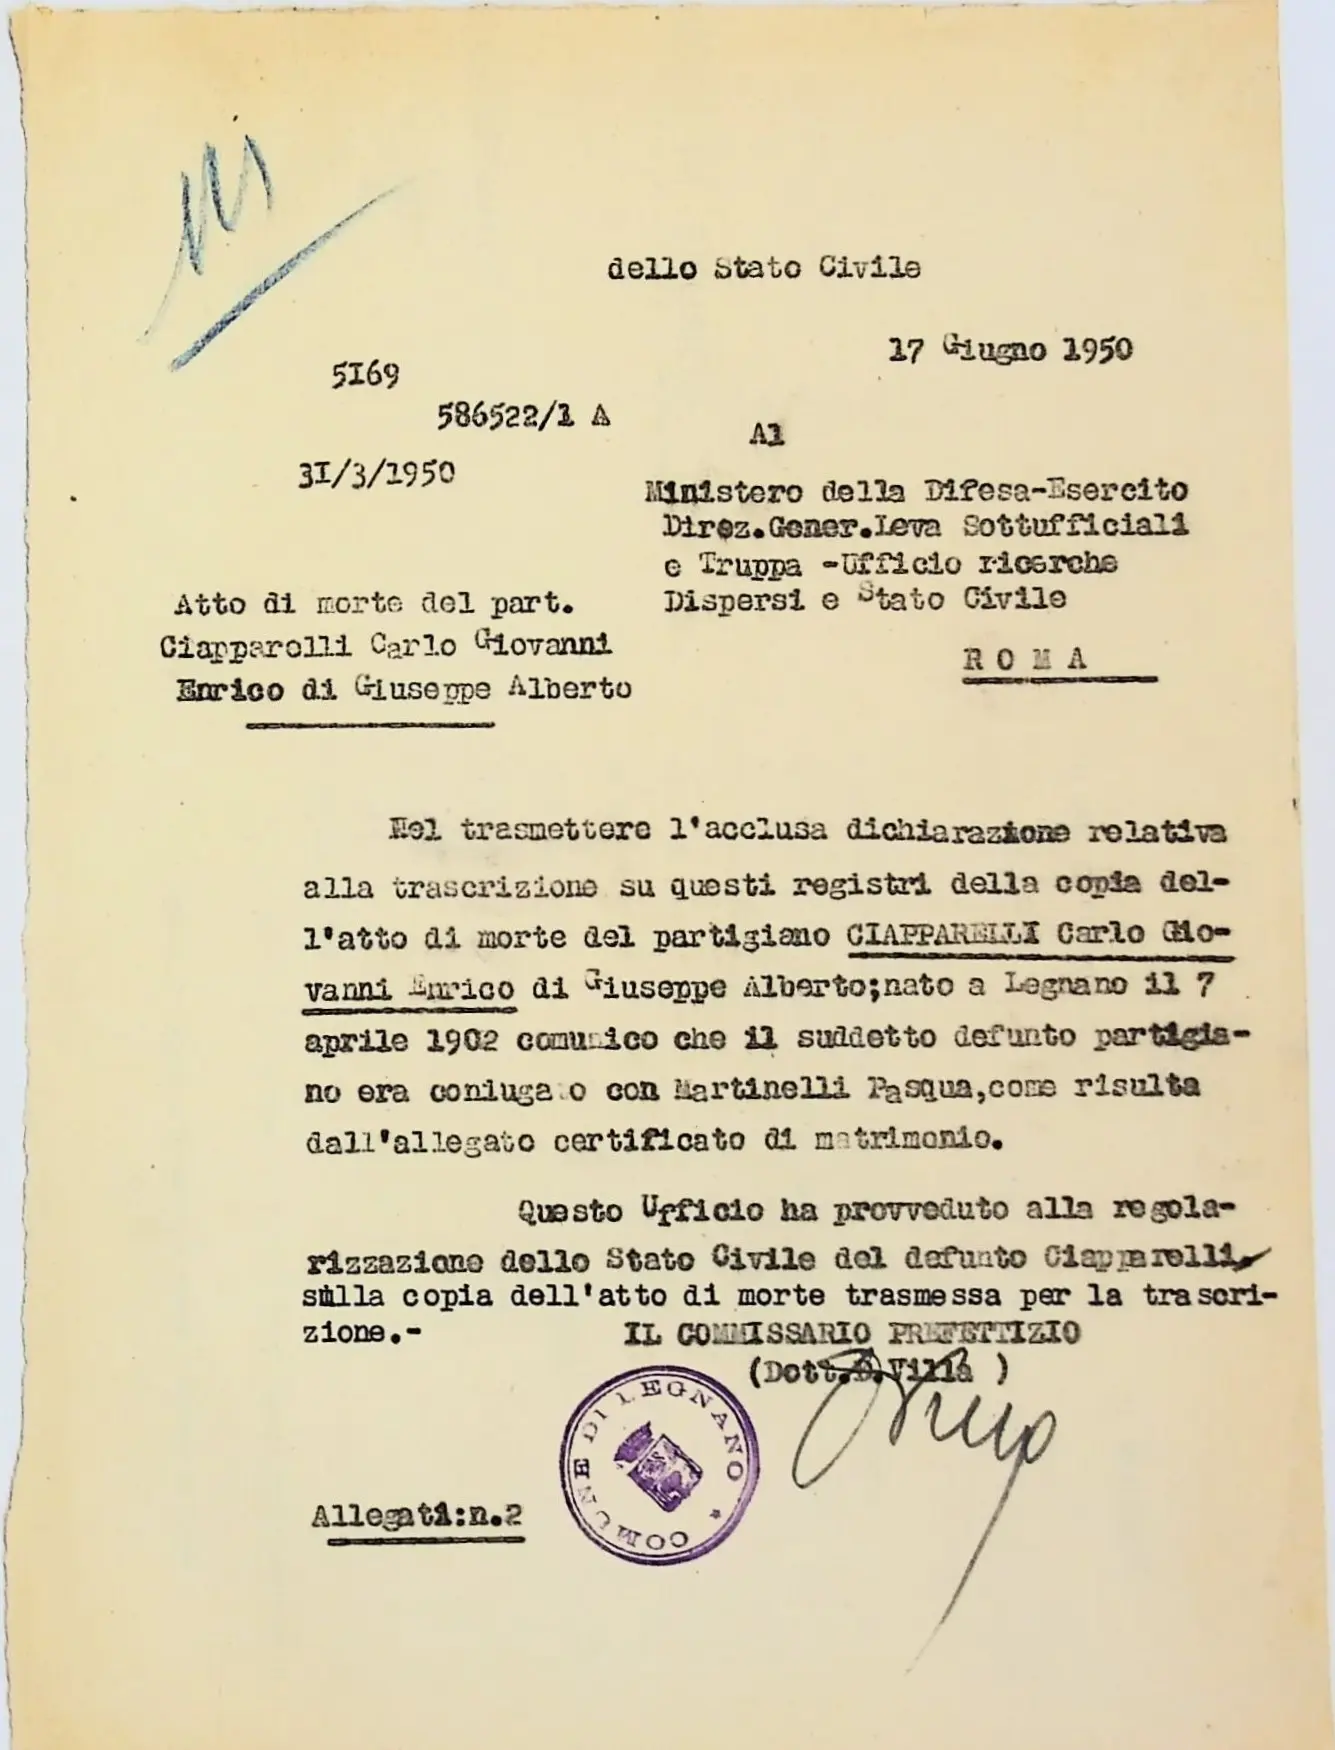 dello Stato Civile
17 Giugno 1950
5I69
586522/1 A
3I/3/1950
Al
Ministero della Difesa-Esercito
Direz.Gener.Leva Sottufficiali
e Truppa -Ufficio ricerche
Dispersi e Stato Civile
R O M A
Atto di morte del part.
Ciapparelli Carlo Giovanni
Enrico di Giuseppe Alberto
Nel trasmettere l'acclusa dichiarazione relativa
alla trascrizione su questi registri della copia del-
l'atto di morte del partigiano CIAPPARELLI Carlo Gio-
vanni Enrico di Giuseppe Alberto;nato a Legnano il 7
aprile 1902 comunico che il suddetto defunto partigia-
no era coniugato con Martinelli Pasqua,come risulta
dall'allegato certificato di matrimonio.
Questo Ufficio ha provveduto alla regola-
rizzazione dello Stato Civile del defunto Ciapparelli,
sulla copia dell'atto di morte trasmessa per la trascri-
zione.-
IL COMMISSARIO PREFETTIZIO
(Dott. Villa )
COMUNE DI LEGNANO
Allegati:n.2